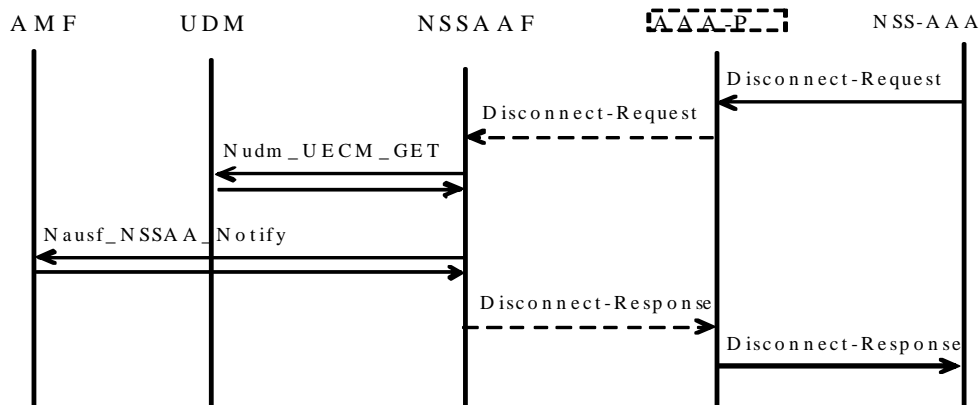 AMF UDM NSSAAF AAA-P NSS-AAA
Disconnect-Request
Disconnect-Request
Nudm_UECM_GET
Nausf_NSSAA_Notify
Disconnect-Response
Disconnect-Response